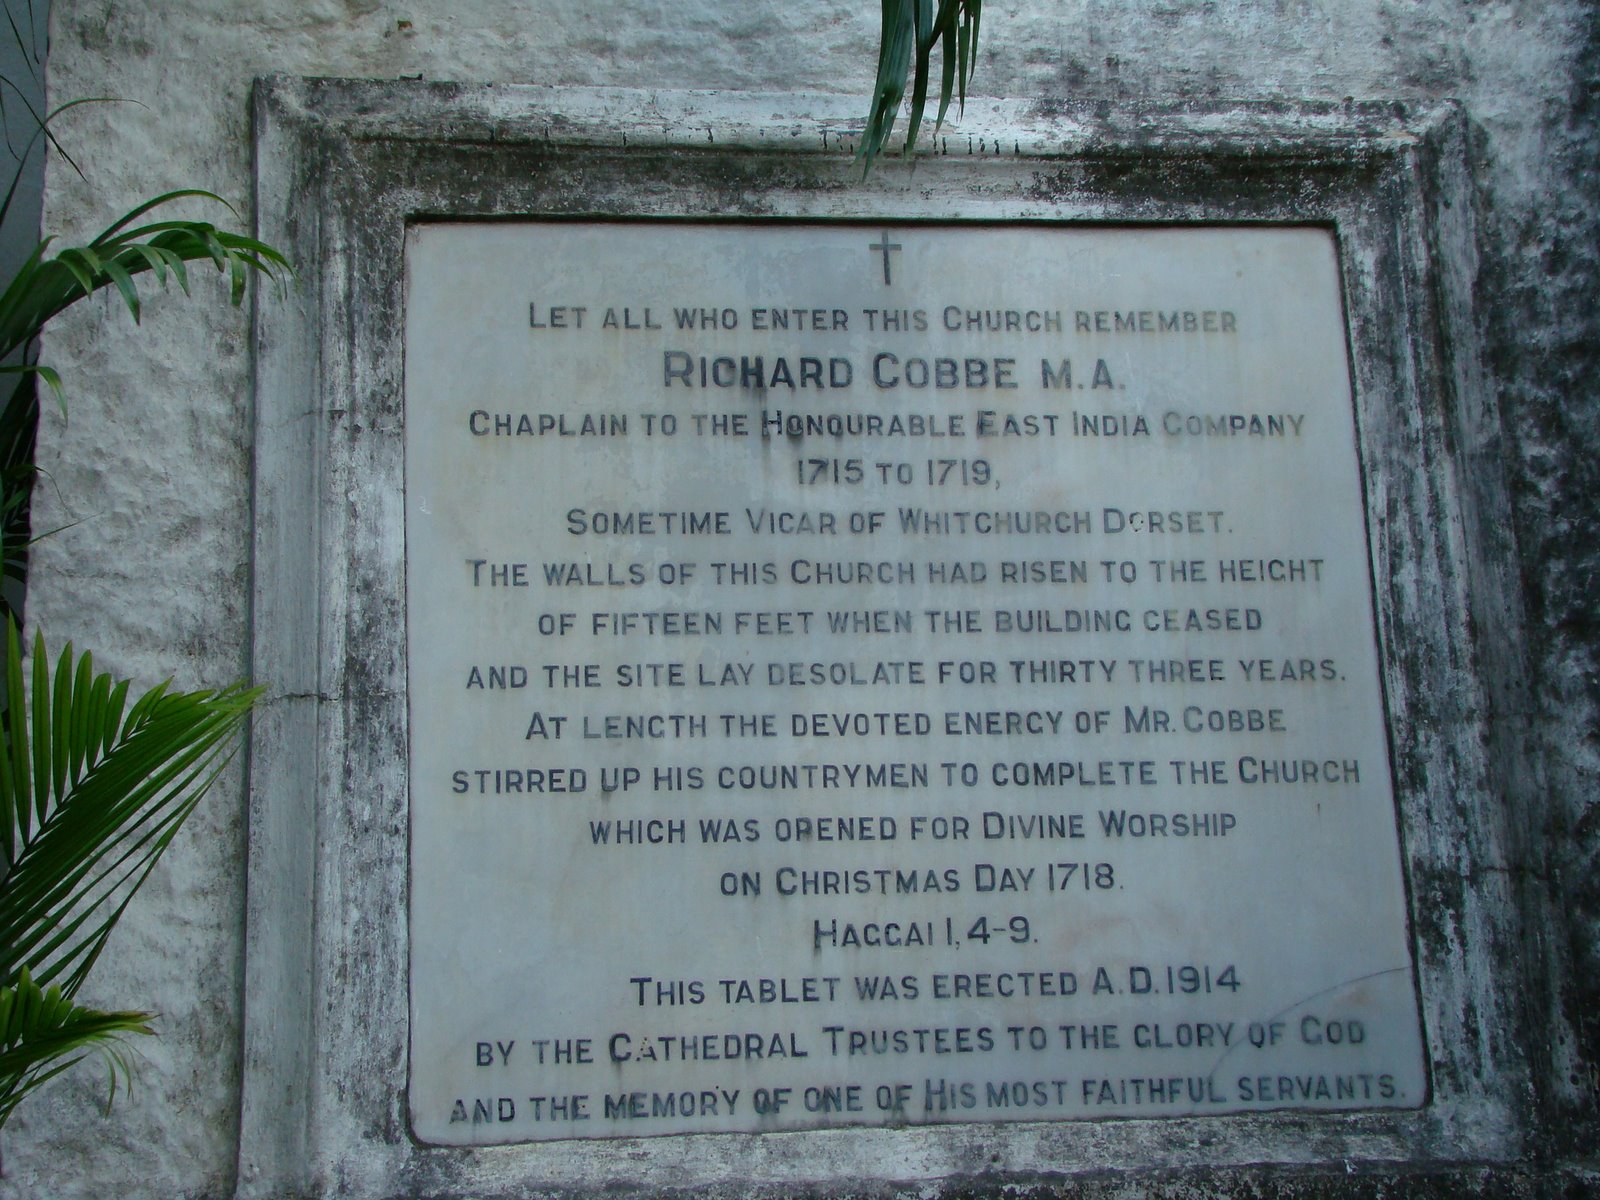 Let all who enter this Church remember
Richard Cobbe M.A.
Chaplain to the Honourable East India Company
1715 to 1719,
Sometime Vicar of Whitchurch Dorset.
The walls of this Church had risen to the height
of fifteen feet when the building ceased
and the site lay desolate for thirty three years.
At length the devoted energy of Mr. Cobbe
stirred up his countrymen to complete the Church
which was opened for Divine Worship
on Christmas Day 1718.
Haggai I, 4-9.
This tablet was erected A.D. 1914
by the Cathedral Trustees to the glory of God
and the memory of one of His most faithful servants.